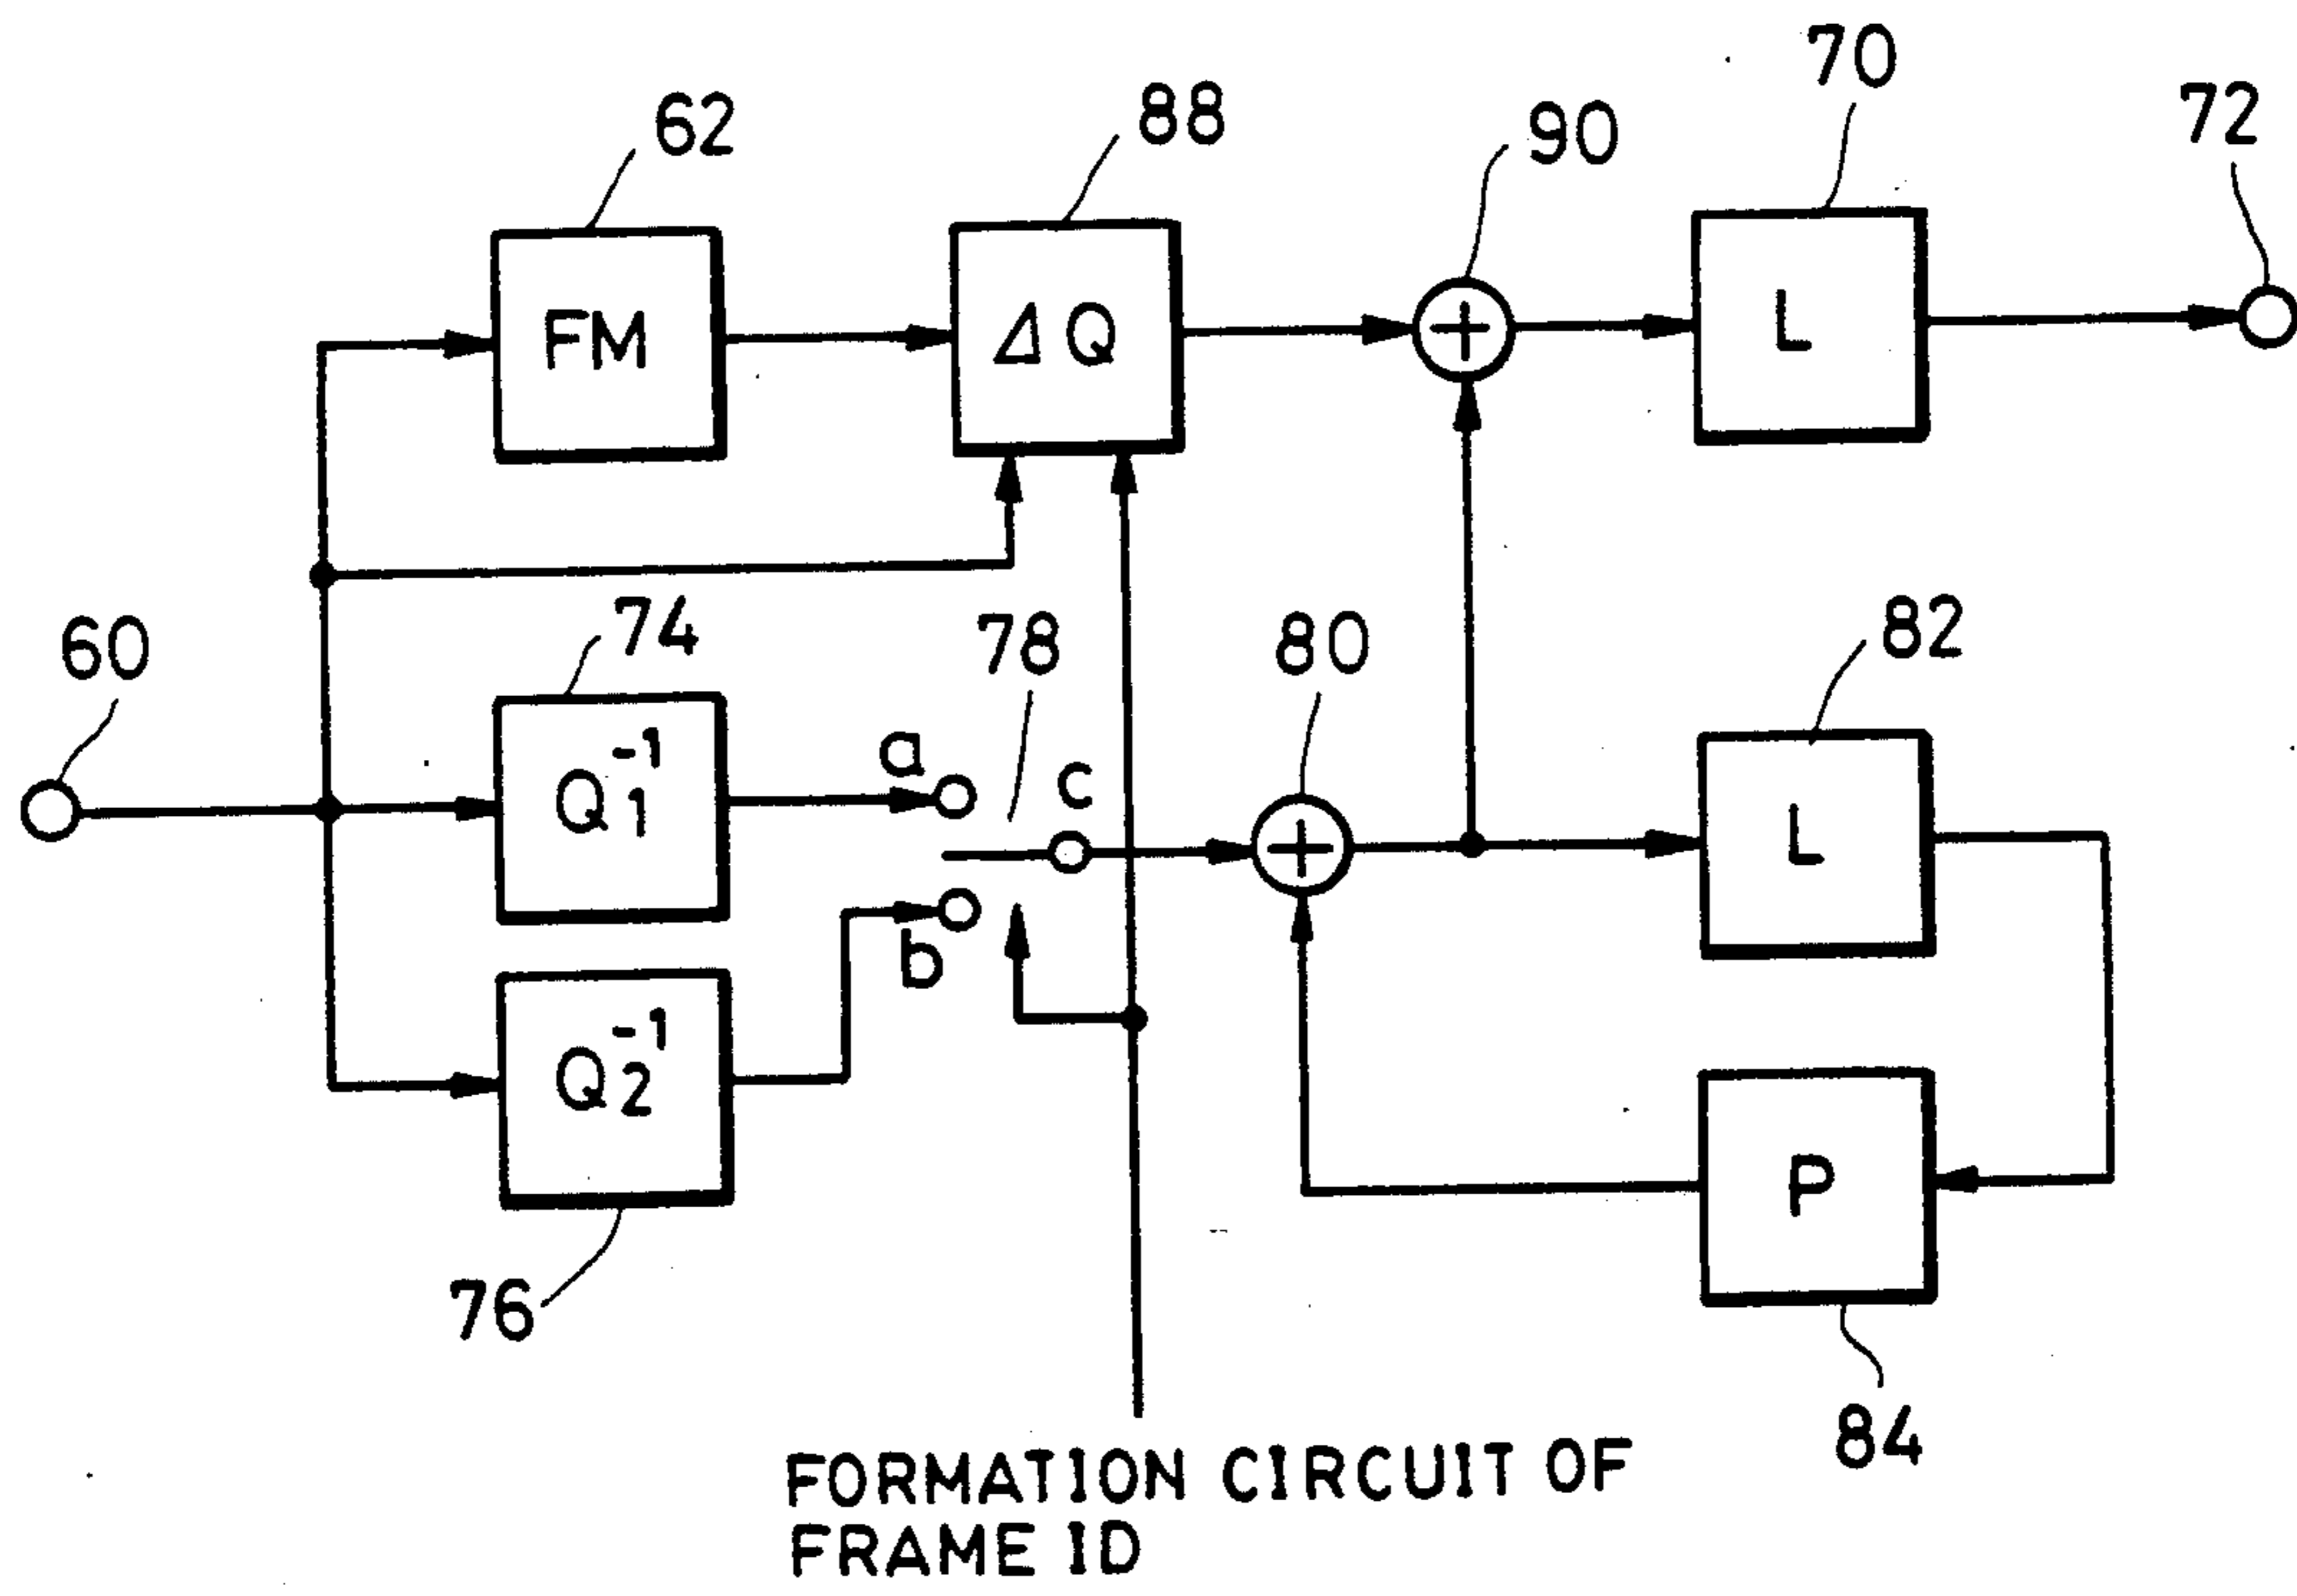 70
72
62
88
90
FM
ΔQ
L
60
74
78
80
82
a
c
Q₁⁻¹
L
b
Q₂⁻¹
P
76
84
FORMATION CIRCUIT OF
FRAME ID